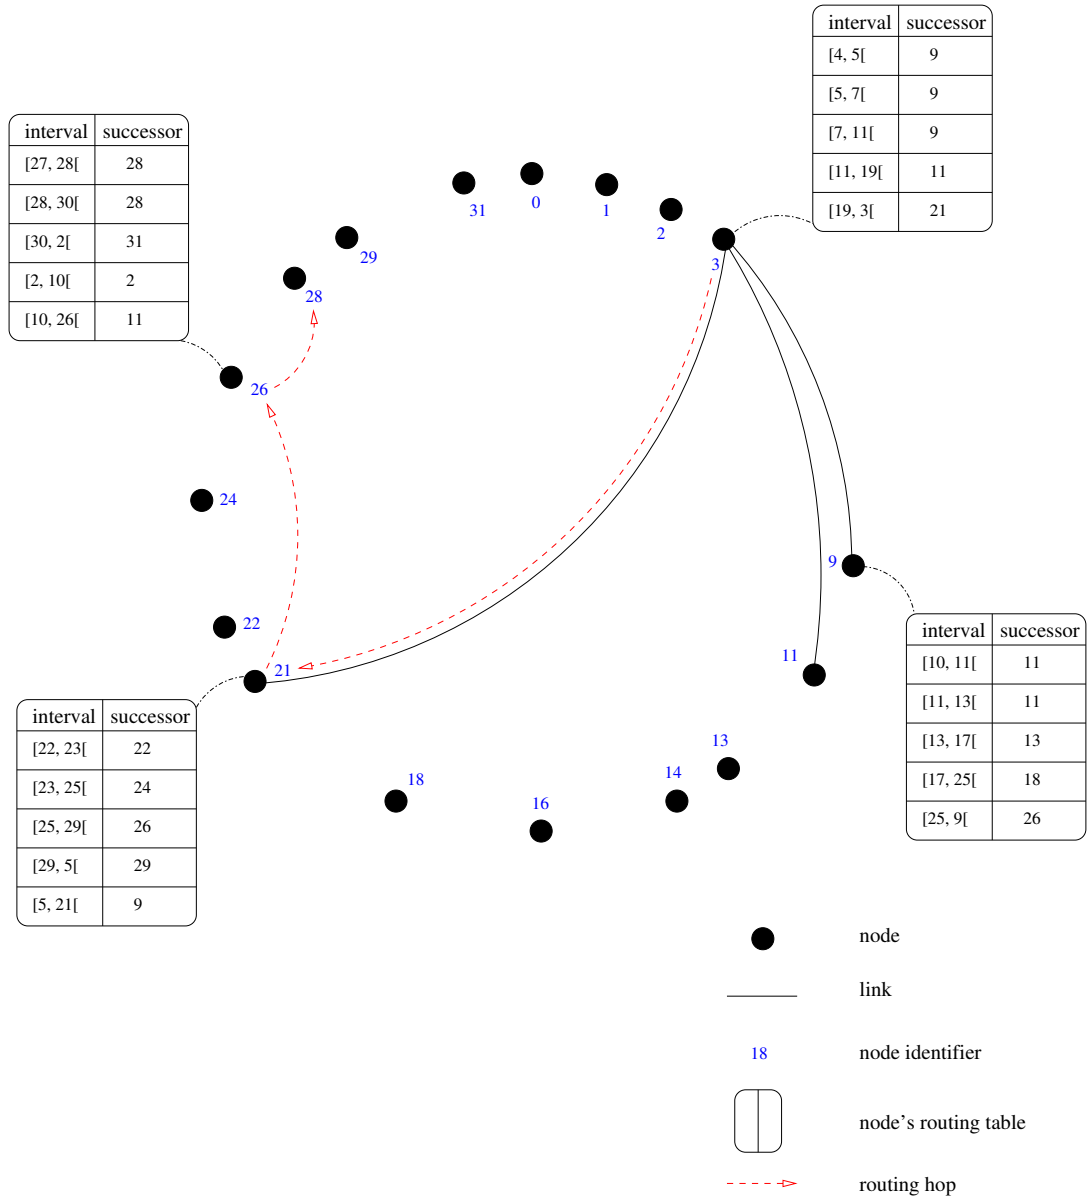 interval successor
[4, 5[ 9
[5, 7[ 9
[7, 11[ 9
[11, 19[ 11
[19, 3[ 21
interval successor
[27, 28[ 28
[28, 30[ 28
[30, 2[ 31
[2, 10[ 2
[10, 26[ 11
31
0
1
2
3
29
28
26
24
22
21
9
11
13
14
16
18
interval successor
[10, 11[ 11
[11, 13[ 11
[13, 17[ 13
[17, 25[ 18
[25, 9[ 26
interval successor
[22, 23[ 22
[23, 25[ 24
[25, 29[ 26
[29, 5[ 29
[5, 21[ 9
node
link
18 node identifier
node's routing table
routing hop